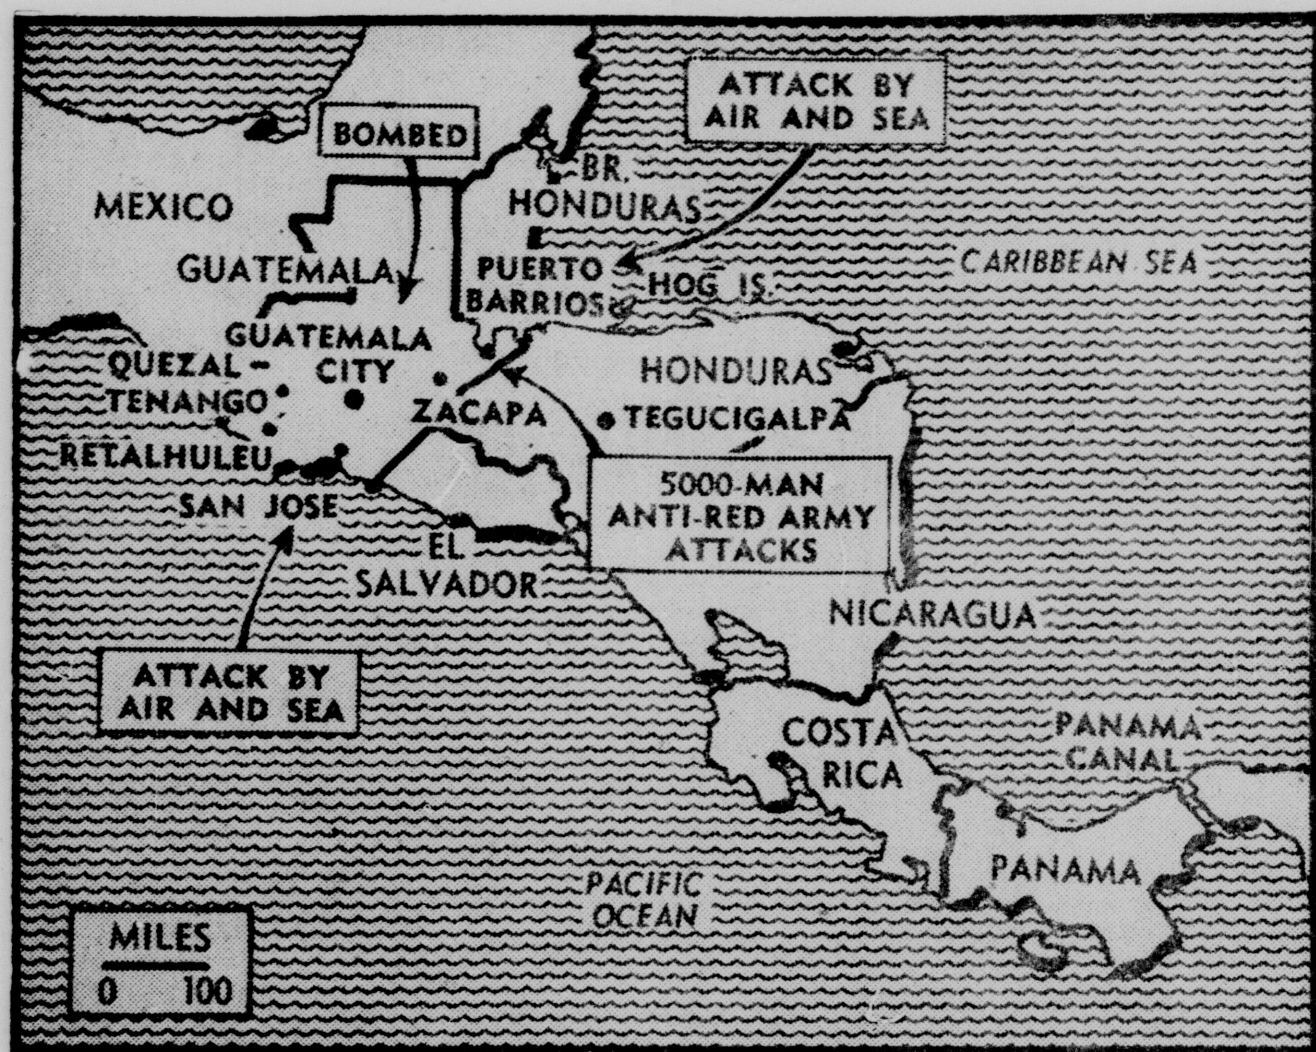 ATTACK BY
AIR AND SEA
BOMBED
BR.
HONDURAS
MEXICO
CARIBBEAN SEA
GUATEMALA
PUERTO
BARRIOS
HOG IS.
GUATEMALA
CITY
QUEZAL-
TENANGO
HONDURAS
ZACAPA
TEGUCIGALPA
RETALHULEU
SAN JOSE
5000-MAN
ANTI-RED ARMY
ATTACKS
EL
SALVADOR
NICARAGUA
ATTACK BY
AIR AND SEA
COSTA
RICA
PANAMA
CANAL
PANAMA
PACIFIC
OCEAN
MILES
0 100